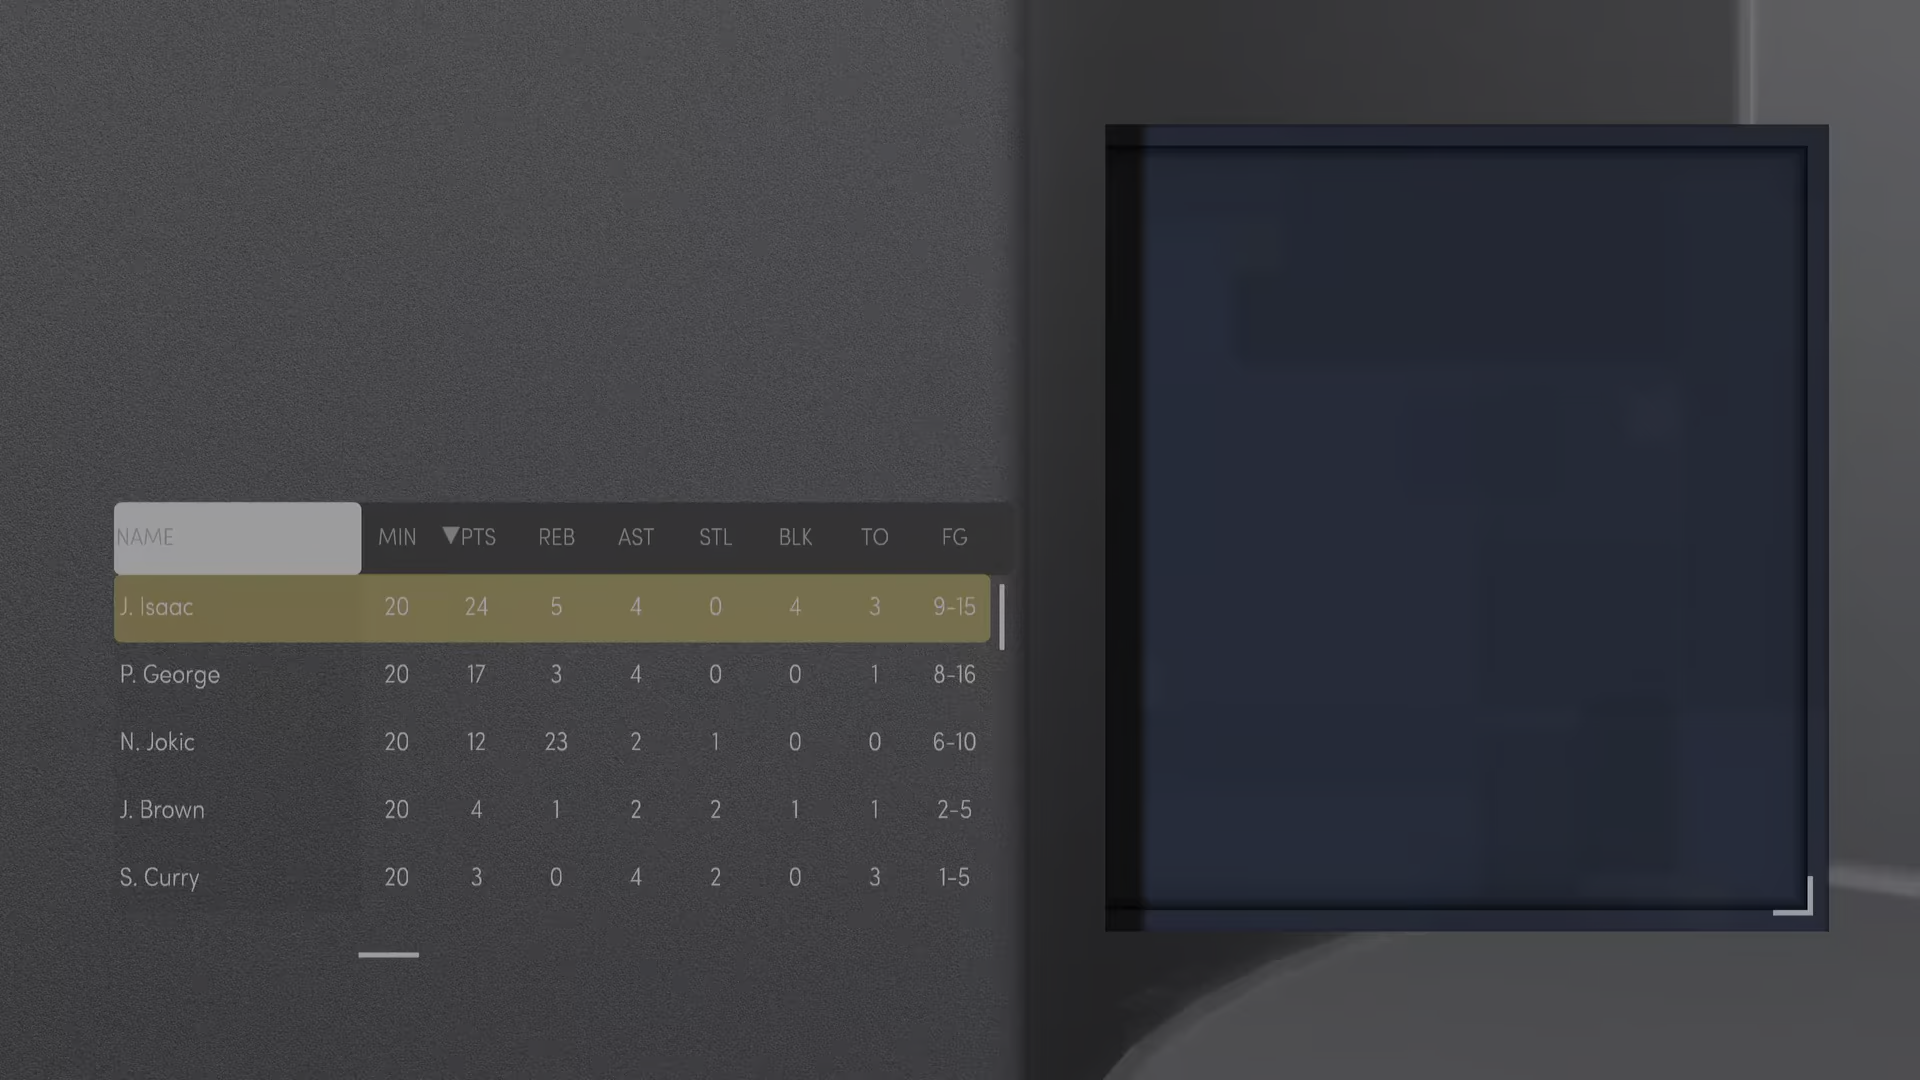 NAME MIN ▼PTS REB AST STL BLK TO FG
J. Isaac 20 24 5 4 0 4 3 9-15
P. George 20 17 3 4 0 0 1 8-16
N. Jokic 20 12 23 2 1 0 0 6-10
J. Brown 20 4 1 2 2 1 1 2-5
S. Curry 20 3 0 4 2 0 3 1-5